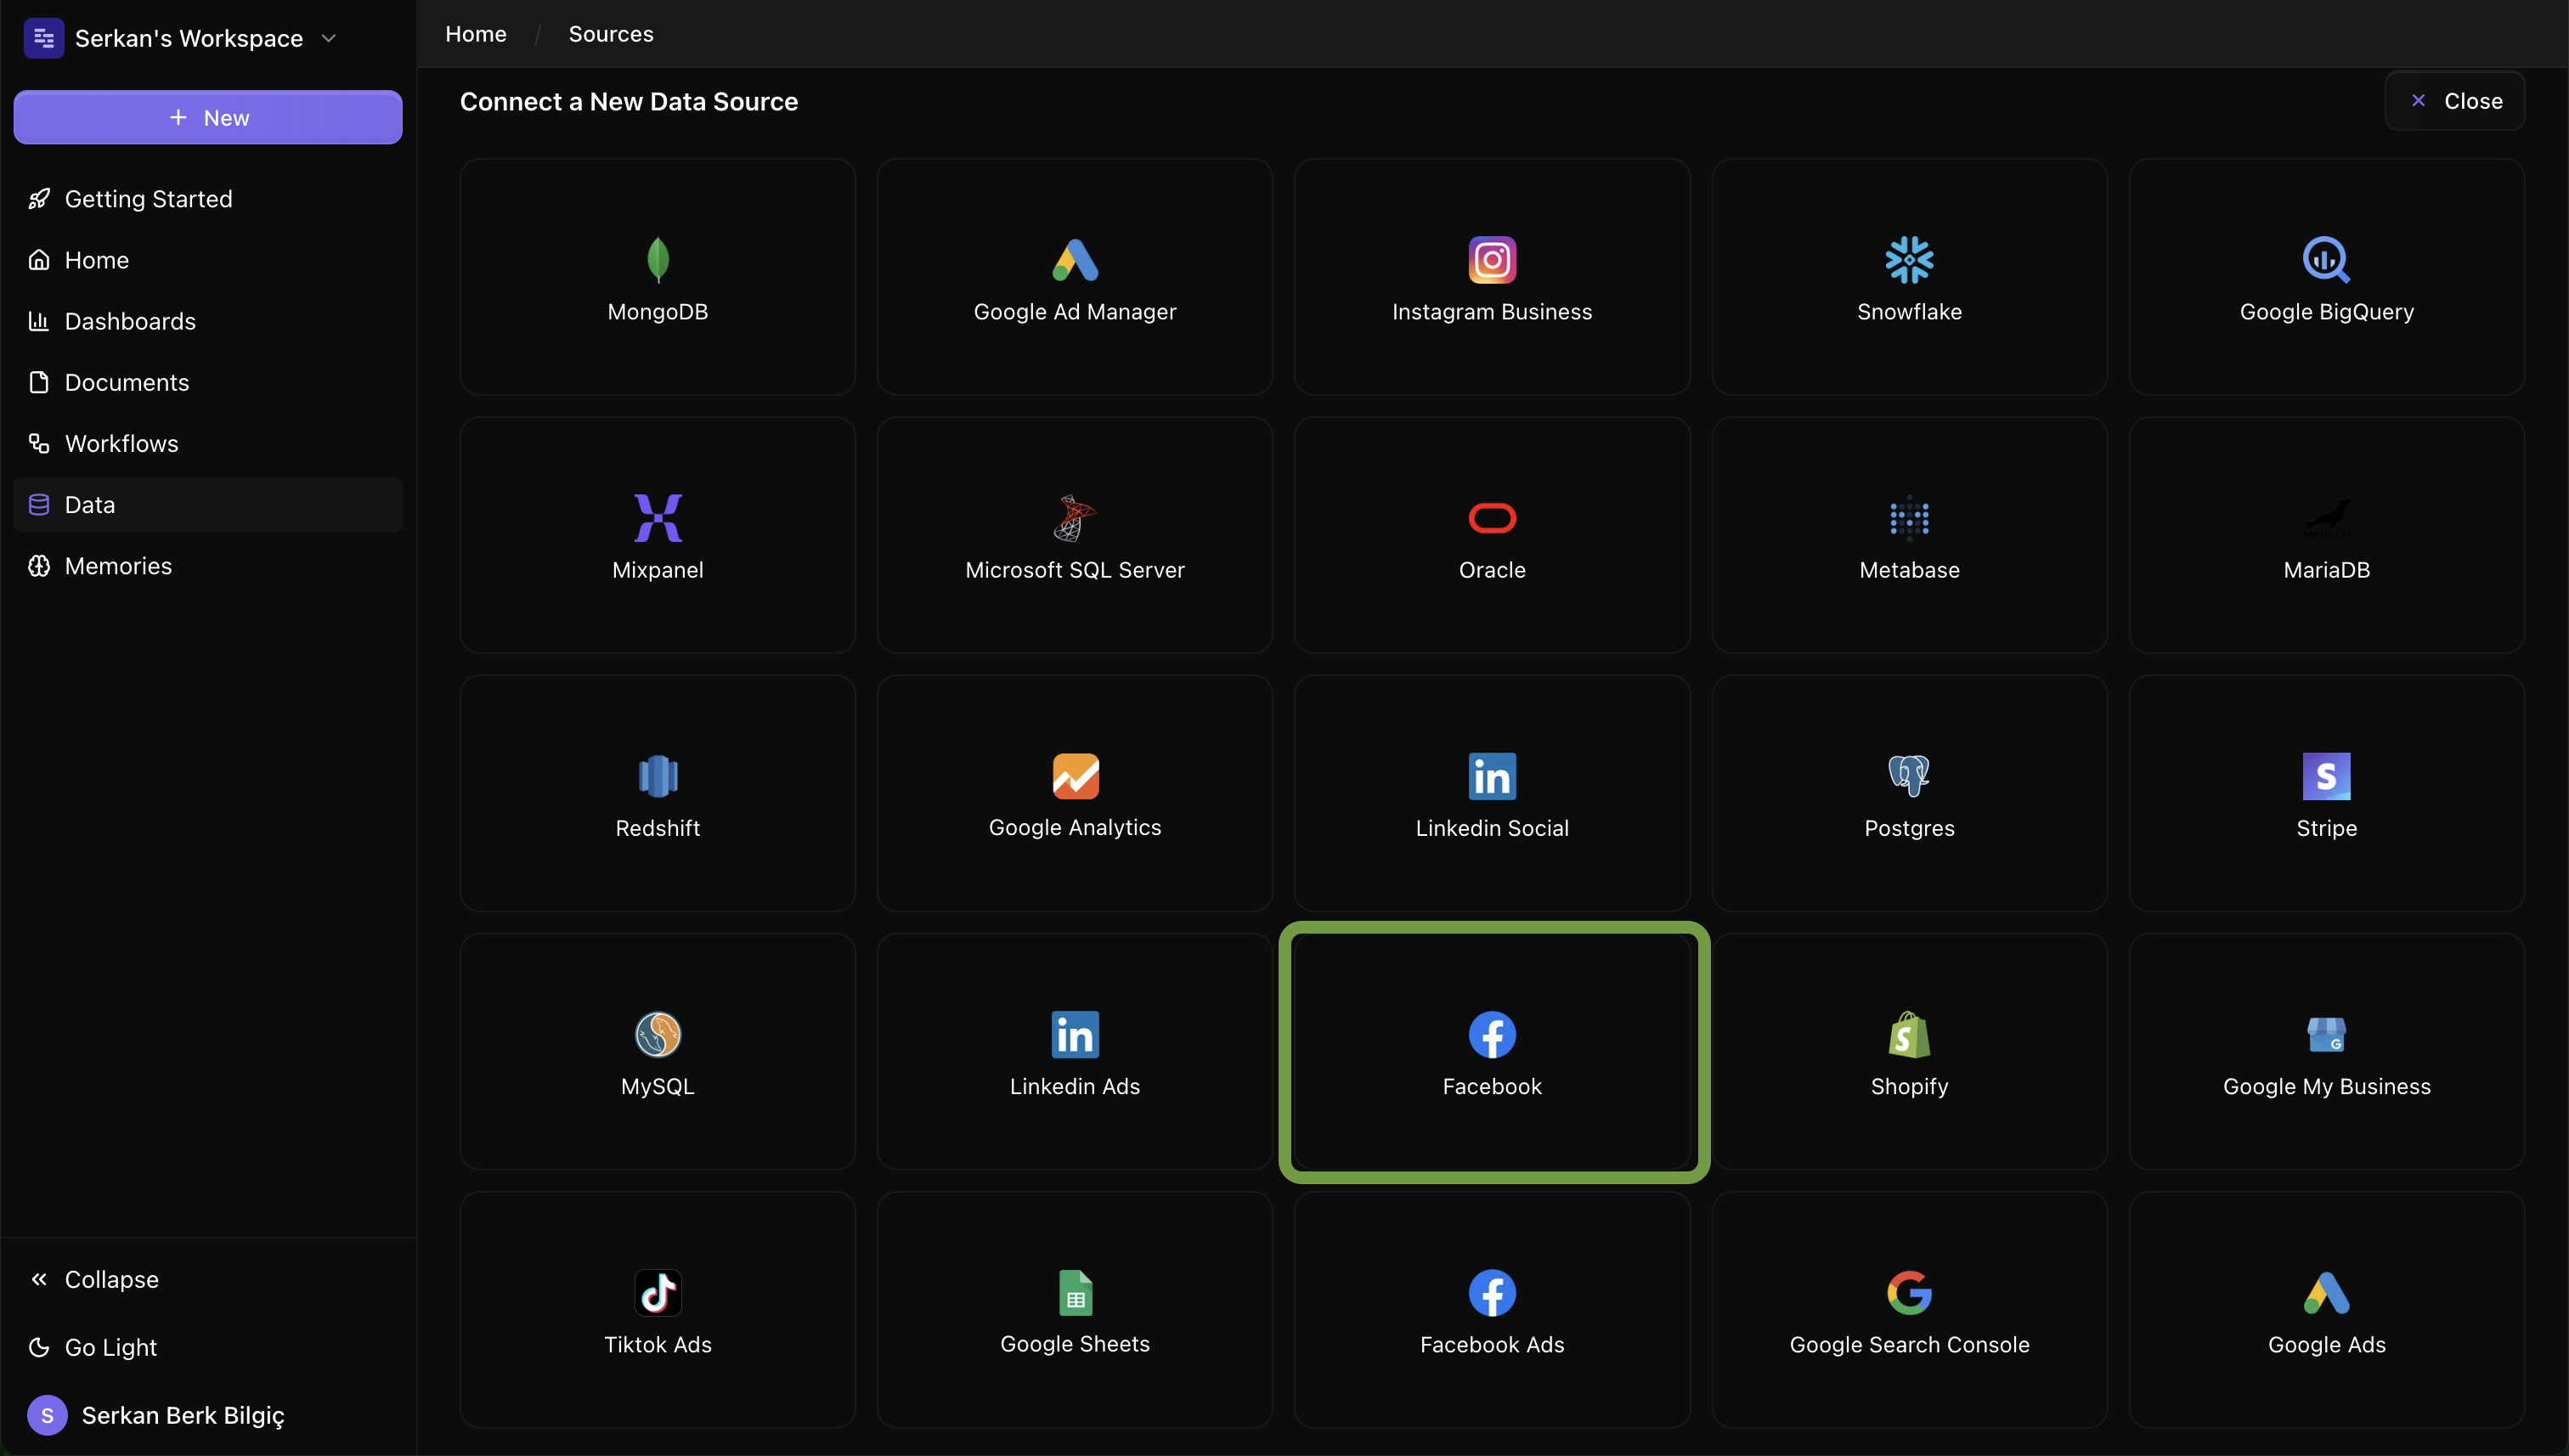 Serkan's Workspace
New
Getting Started
Home
Dashboards
Documents
Workflows
Data
Memories
Collapse
Go Light
S
Serkan Berk Bilgiç
Home / Sources
Connect a New Data Source
Close
MongoDB
Google Ad Manager
Instagram Business
Snowflake
Google BigQuery
Mixpanel
Microsoft SQL Server
Oracle
Metabase
MariaDB
Redshift
Google Analytics
Linkedin Social
Postgres
Stripe
MySQL
Linkedin Ads
Facebook
Shopify
Google My Business
Tiktok Ads
Google Sheets
Facebook Ads
Google Search Console
Google Ads